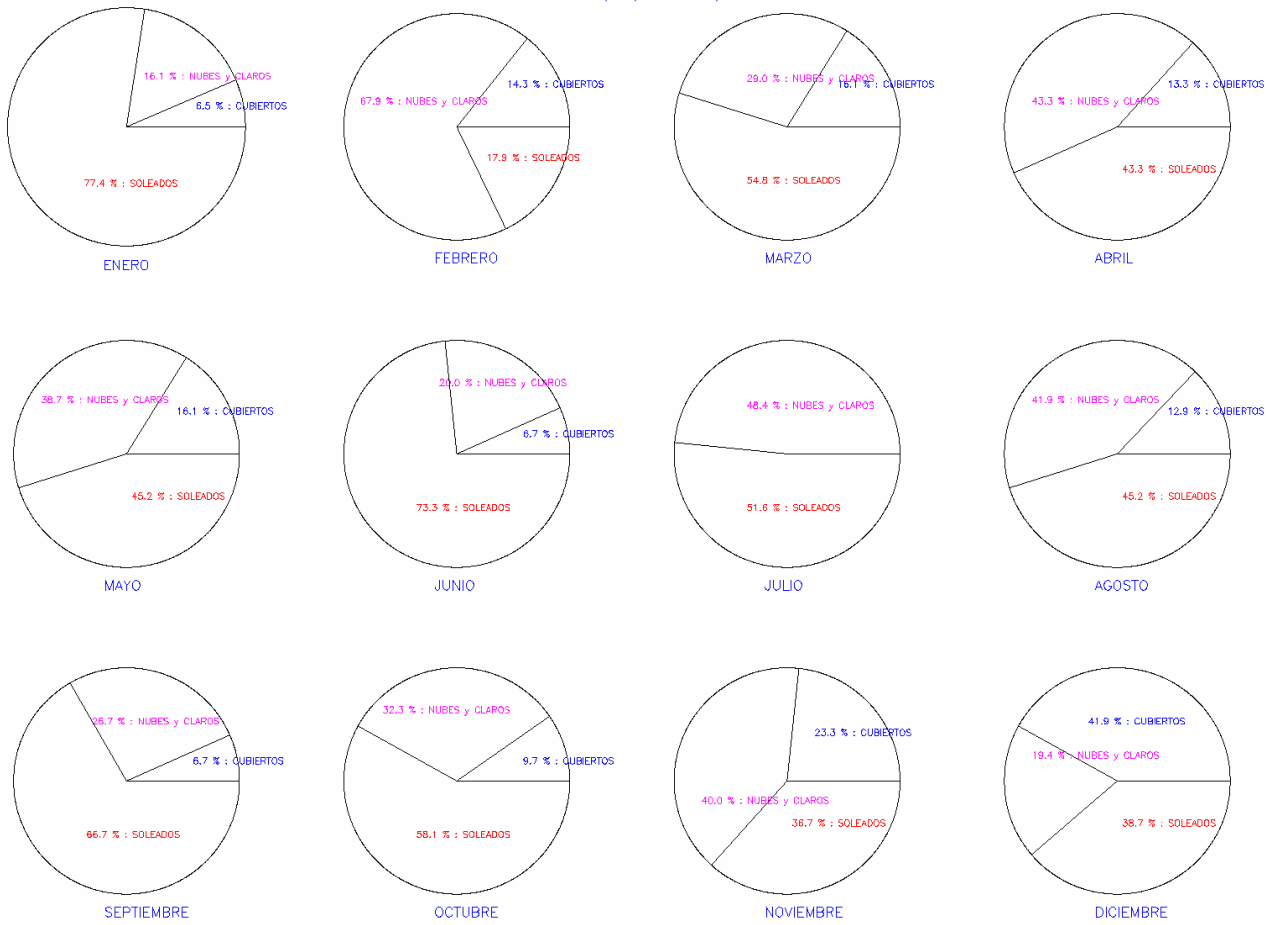 16.1 % : NUBES y CLAROS
6.5 % : CUBIERTOS
77.4 % : SOLEADOS
ENERO
14.3 % : CUBIERTOS
67.9 % : NUBES y CLAROS
17.9 % : SOLEADOS
FEBRERO
29.0 % : NUBES y CLAROS
16.1 % : CUBIERTOS
54.8 % : SOLEADOS
MARZO
13.3 % : CUBIERTOS
43.3 % : NUBES y CLAROS
43.3 % : SOLEADOS
ABRIL
38.7 % : NUBES y CLAROS
16.1 % : CUBIERTOS
45.2 % : SOLEADOS
MAYO
20.0 % : NUBES y CLAROS
6.7 % : CUBIERTOS
73.3 % : SOLEADOS
JUNIO
48.4 % : NUBES y CLAROS
51.6 % : SOLEADOS
JULIO
41.9 % : NUBES y CLAROS
12.9 % : CUBIERTOS
45.2 % : SOLEADOS
AGOSTO
26.7 % : NUBES y CLAROS
6.7 % : CUBIERTOS
66.7 % : SOLEADOS
SEPTIEMBRE
32.3 % : NUBES y CLAROS
9.7 % : CUBIERTOS
58.1 % : SOLEADOS
OCTUBRE
23.3 % : CUBIERTOS
40.0 % : NUBES y CLAROS
36.7 % : SOLEADOS
NOVIEMBRE
41.9 % : CUBIERTOS
19.4 % : NUBES y CLAROS
38.7 % : SOLEADOS
DICIEMBRE